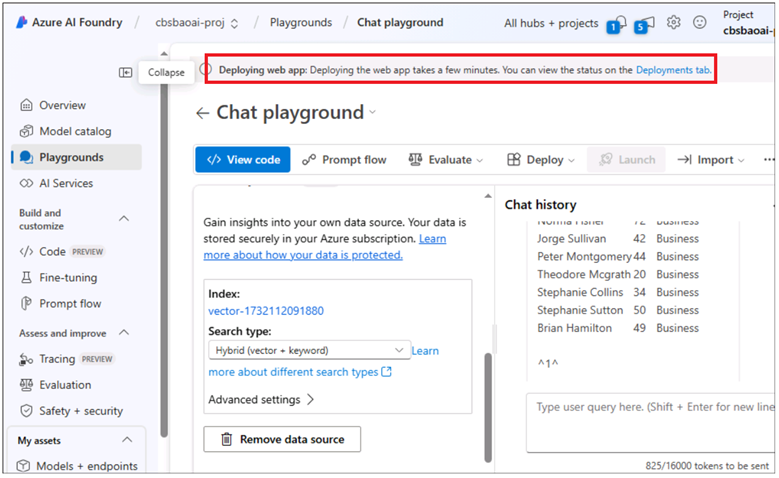 Azure AI Foundry / cbsbaoai-proj / Playgrounds / Chat playground
All hubs + projects 1 5 Project
cbsbaoai-p
Collapse
Deploying web app: Deploying the web app takes a few minutes. You can view the status on the Deployments tab.
Overview
Model catalog
Playgrounds
AI Services
Build and
customize
Code PREVIEW
Fine-tuning
Prompt flow
Assess and improve
Tracing PREVIEW
Evaluation
Safety + security
My assets
Models + endpoints
Chat playground
View code Prompt flow Evaluate Deploy Launch Import ...
Gain insights into your own data source. Your data is
stored securely in your Azure subscription. Learn
more about how your data is protected.
Index:
vector-1732112091880
Search type:
Hybrid (vector + keyword) Learn
more about different search types
Advanced settings
Remove data source
Chat history
Norma Fisher 72 Business
Jorge Sullivan 42 Business
Peter Montgomery 44 Business
Theodore Mcgrath 20 Business
Stephanie Collins 34 Business
Stephanie Sutton 50 Business
Brian Hamilton 49 Business
^1^
Type user query here. (Shift + Enter for new line
825/16000 tokens to be sent